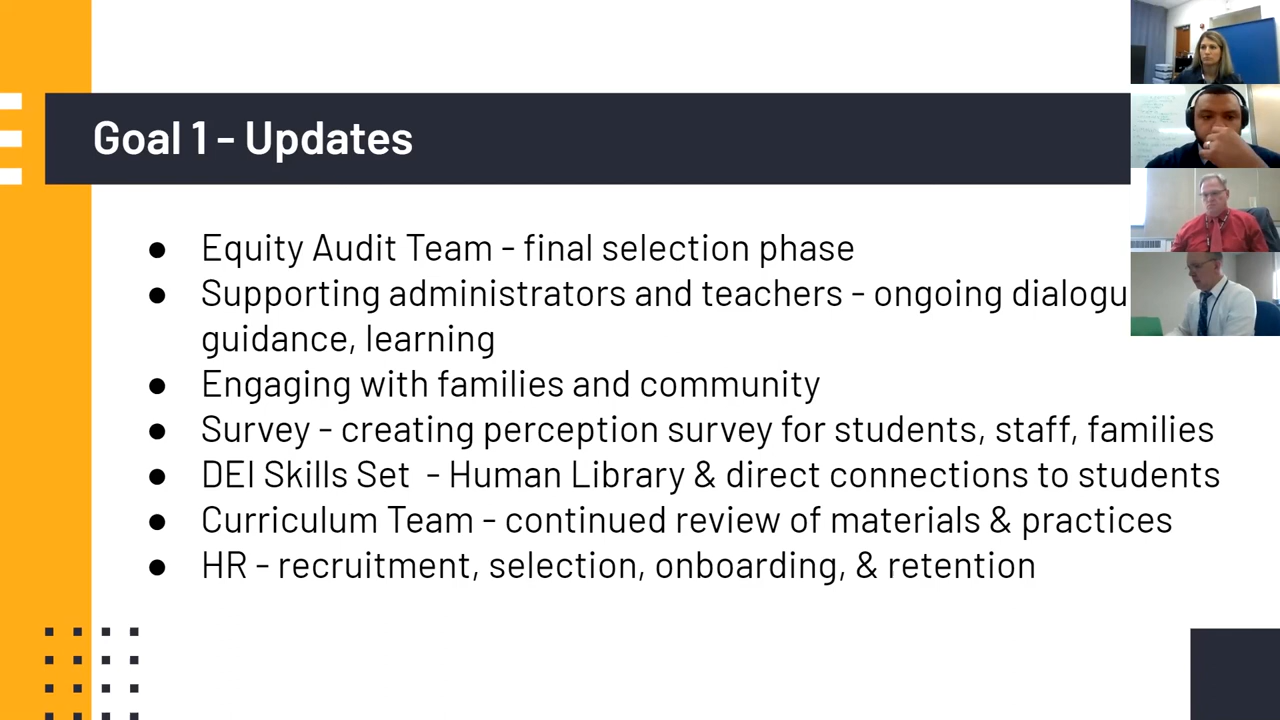 Goal 1 - Updates
● Equity Audit Team - final selection phase
● Supporting administrators and teachers - ongoing
guidance, learning
● Engaging with families and community
● Survey - creating perception survey for students, staff, families
● DEI Skills Set - Human Library & direct connections to students
● Curriculum Team - continued review of materials & practices
● HR - recruitment, selection, onboarding, & retention